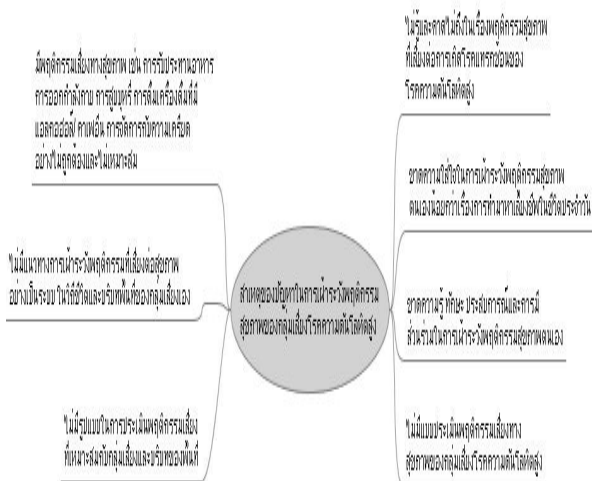 มีพฤติกรรมเสี่ยงทางสุขภาพ เช่น การรับประทานอาหาร
การออกกำลังกาย การสูบบุหรี่ การดื่มเครื่องดื่มที่มี
แอลกอฮอล์/ คาเฟอีน การจัดการกับความเครียด
อย่างไม่ถูกต้องและไม่เหมาะสม
ไม่มีแนวทางการเฝ้าระวังพฤติกรรมที่เสี่ยงต่อสุขภาพ
อย่างเป็นระบบ ในวิถีชีวิตและบริบทพื้นที่ของกลุ่มเสี่ยงเอง
ไม่มีรูปแบบในการประเมินพฤติกรรมเสี่ยง
ที่เหมาะสมกับกลุ่มเสี่ยงและบริบทของพื้นที่
สาเหตุของปัญหาในการเฝ้าระวังพฤติกรรม
สุขภาพของกลุ่มเสี่ยงโรคความดันโลหิตสูง
ไม่รู้และคาดไม่ถึงในเรื่องพฤติกรรมสุขภาพ
ที่เสี่ยงต่อการเกิดโรคแทรกซ้อนของ
โรคความดันโลหิตสูง
ขาดความใส่ใจในการเฝ้าระวังพฤติกรรมสุขภาพ
ตนเองน้อยกว่าเรื่องการทำมาหาเลี้ยงชีพในชีวิตประจำวัน
ขาดความรู้ ทักษะ ประสบการณ์และการมี
ส่วนร่วมในการเฝ้าระวังพฤติกรรมสุขภาพตนเอง
ไม่มีแบบประเมินพฤติกรรมเสี่ยงทาง
สุขภาพของกลุ่มเสี่ยงโรคความดันโลหิตสูง